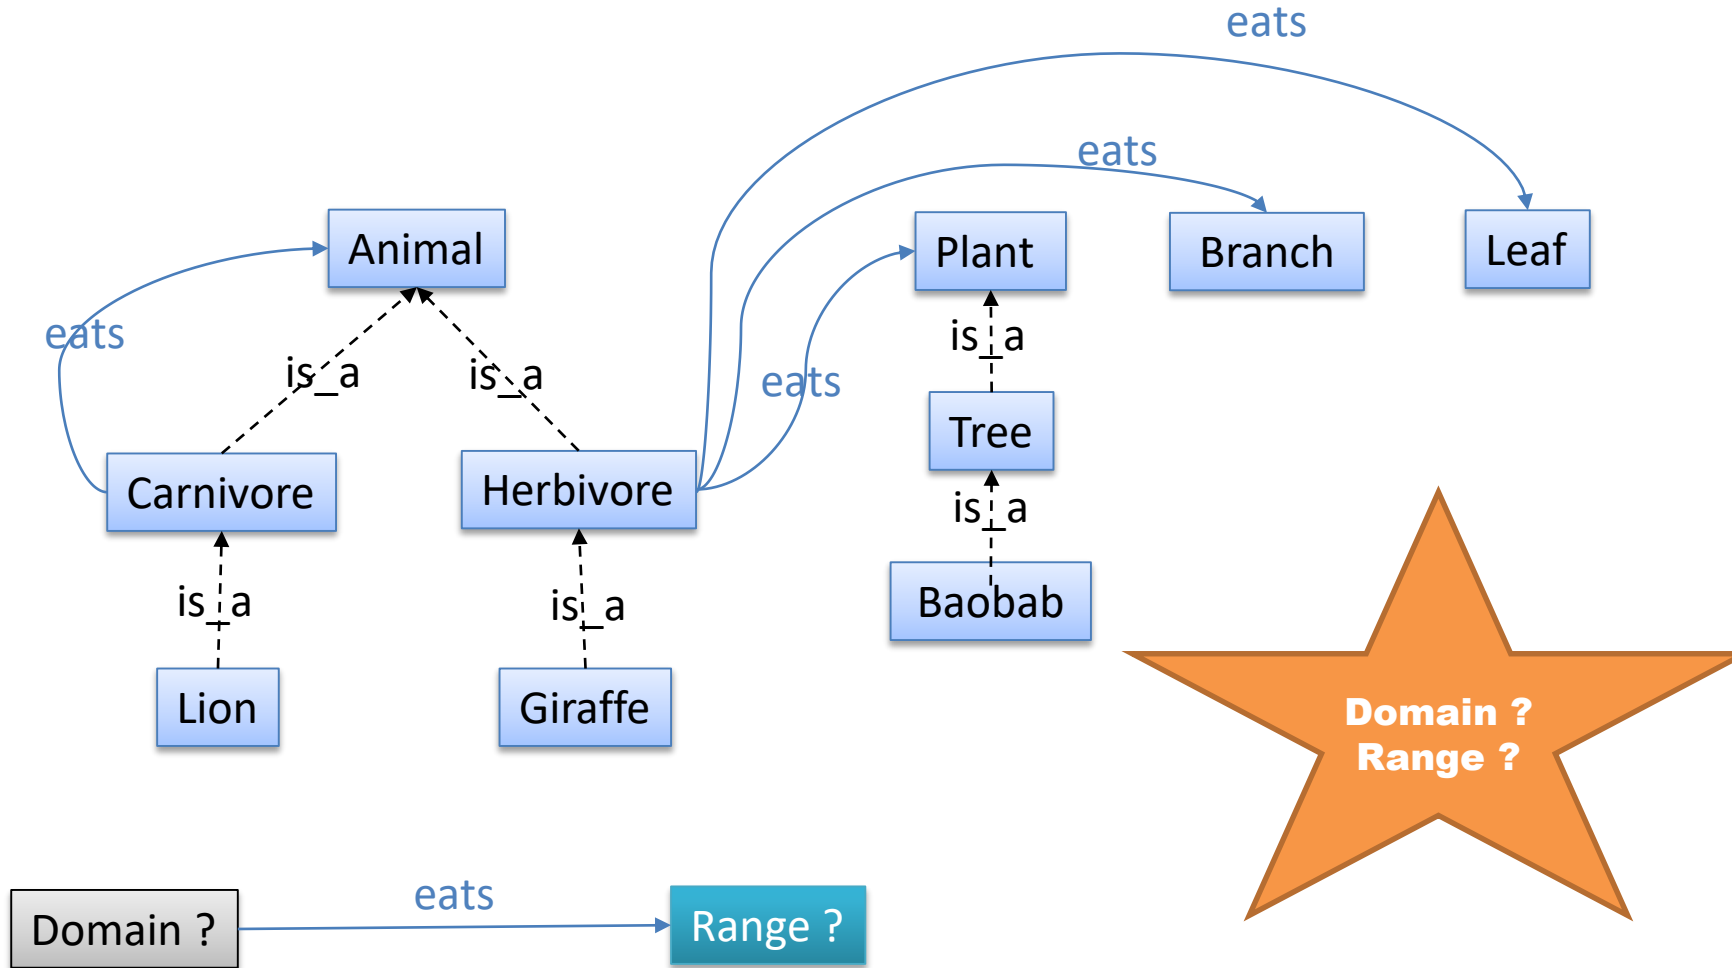 eats
eats
Animal
Plant
Branch
Leaf
eats
is_a
is_a
is_a
eats
Tree
Carnivore
Herbivore
is_a
is_a
is_a
Baobab
Lion
Giraffe
Domain ?
Range ?
eats
Domain ?
Range ?